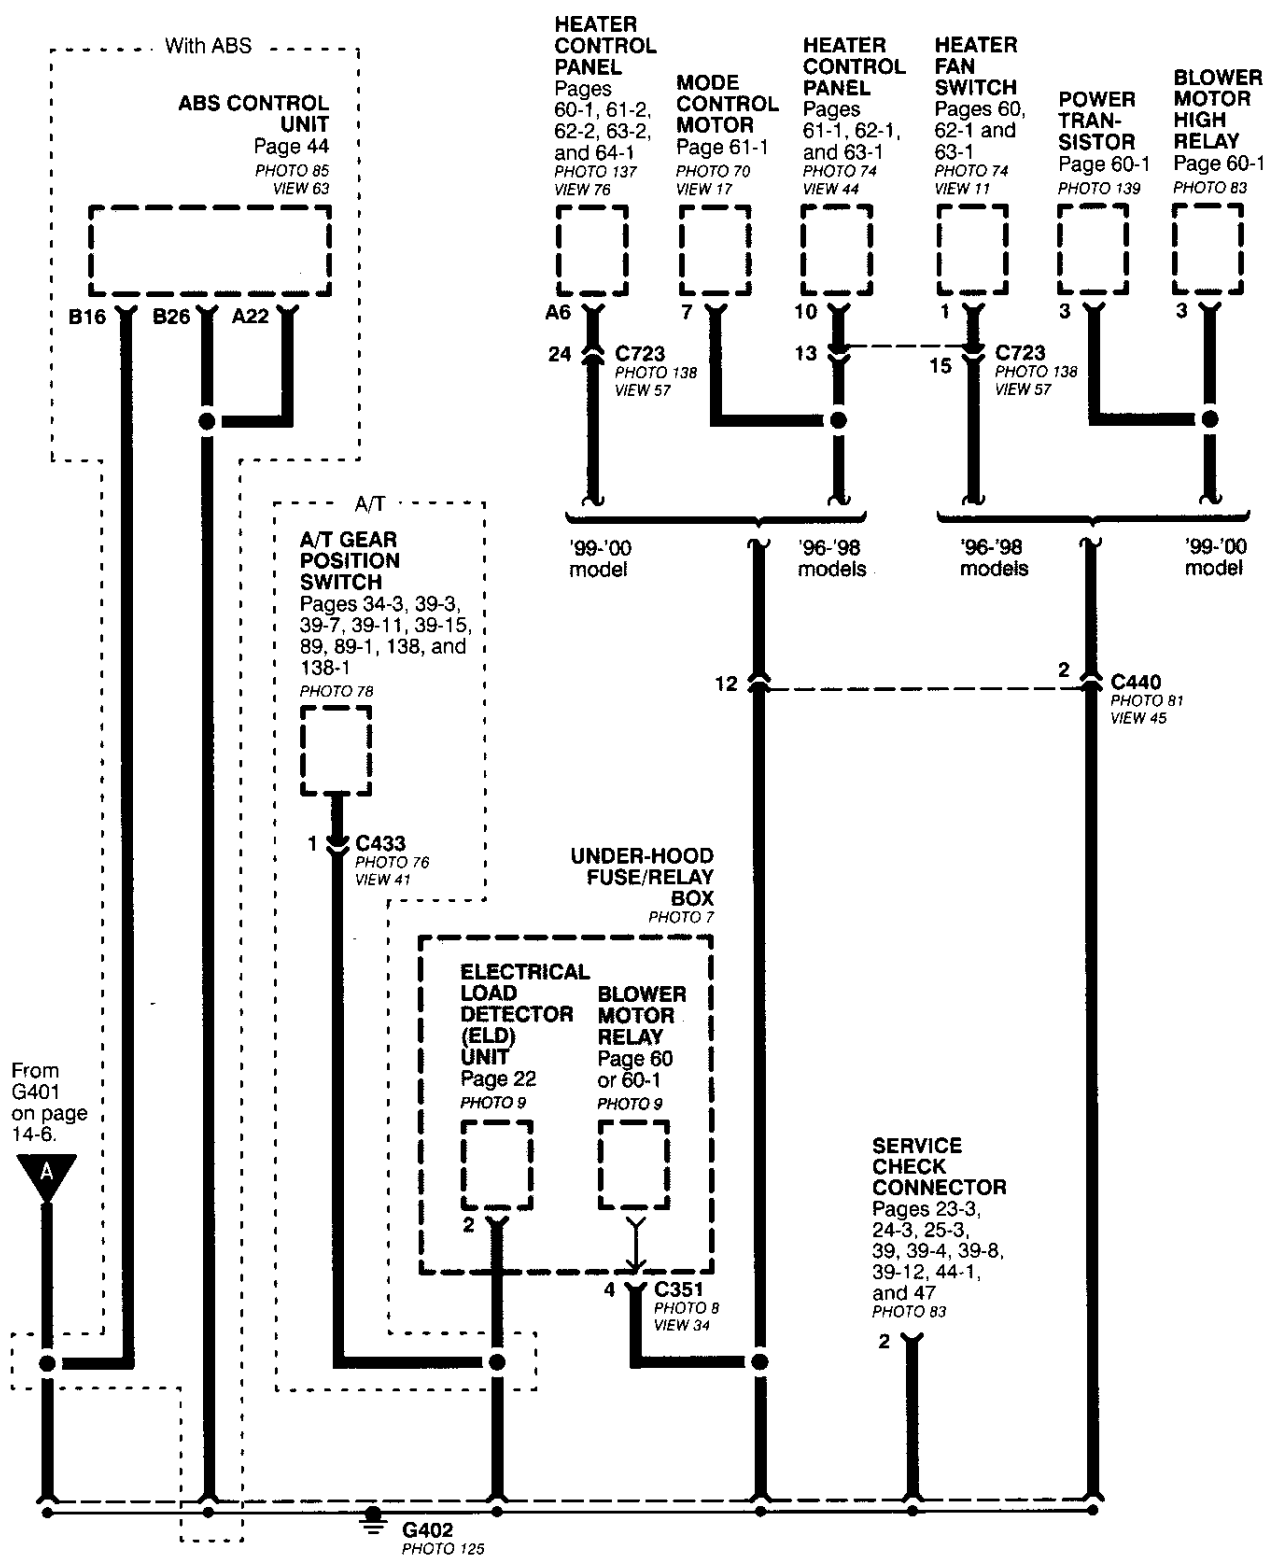 With ABS
ABS CONTROL
UNIT
Page 44
PHOTO 85
VIEW 63
B16
B26
A22
HEATER
CONTROL
PANEL
Pages
60-1, 61-2,
62-2, 63-2,
and 64-1
PHOTO 137
VIEW 76
MODE
CONTROL
MOTOR
Page 61-1
PHOTO 70
VIEW 17
HEATER
CONTROL
PANEL
Pages
61-1, 62-1,
and 63-1
PHOTO 74
VIEW 44
HEATER
FAN
SWITCH
Pages 60,
62-1 and
63-1
PHOTO 74
VIEW 11
POWER
TRAN-
SISTOR
Page 60-1
PHOTO 139
BLOWER
MOTOR
HIGH
RELAY
Page 60-1
PHOTO 83
A6
7
10
1
3
3
24
C723
PHOTO 138
VIEW 57
13
15
C723
PHOTO 138
VIEW 57
'99-'00
model
'96-'98
models
'96-'98
models
'99-'00
model
A/T
A/T GEAR
POSITION
SWITCH
Pages 34-3, 39-3,
39-7, 39-11, 39-15,
89, 89-1, 138, and
138-1
PHOTO 78
1
C433
PHOTO 76
VIEW 41
12
2
C440
PHOTO 81
VIEW 45
UNDER-HOOD
FUSE/RELAY
BOX
PHOTO 7
ELECTRICAL
LOAD
DETECTOR
(ELD)
UNIT
Page 22
PHOTO 9
BLOWER
MOTOR
RELAY
Page 60
or 60-1
PHOTO 9
2
4
C351
PHOTO 8
VIEW 34
From
G401
on page
14-6.
A
SERVICE
CHECK
CONNECTOR
Pages 23-3,
24-3, 25-3,
39, 39-4, 39-8,
39-12, 44-1,
and 47
PHOTO 83
2
G402
PHOTO 125